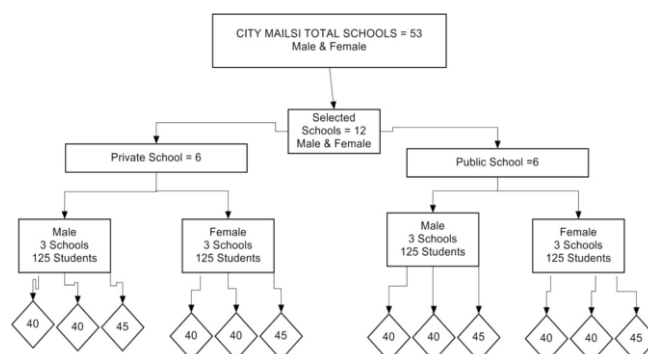 CITY MAILSI TOTAL SCHOOLS = 53
Male & Female
Selected
Schools = 12
Male & Female
Private School = 6
Public School =6
Male
3 Schools
125 Students
Female
3 Schools
125 Students
Male
3 Schools
125 Students
Female
3 Schools
125 Students
40
40
45
40
40
45
40
40
45
40
40
45